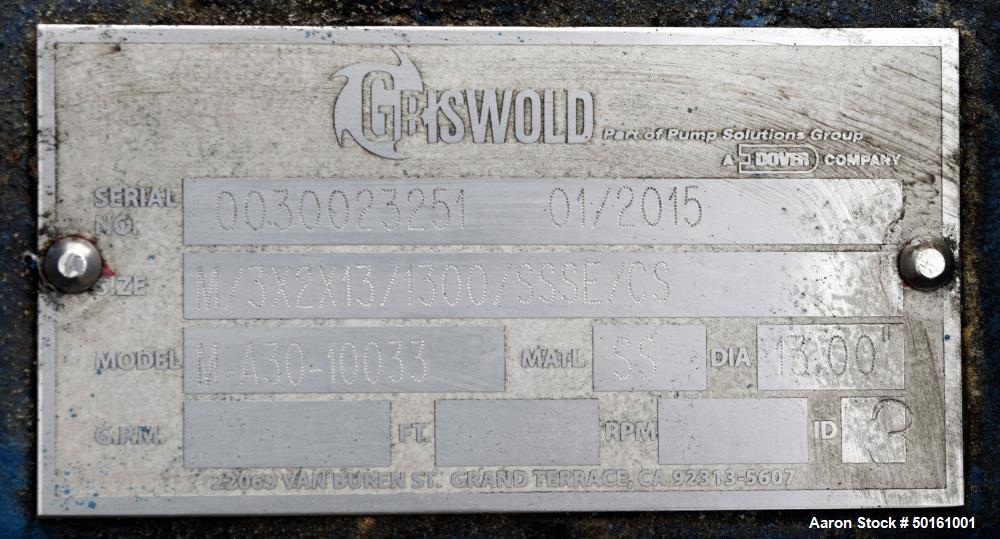 GRISWOLD
Part of Pump Solutions Group
A DOVER COMPANY
SERIAL NO. 0030023251 01/2015
SIZE M/3X2X13/1300/SSSE/CS
MODEL M-A30-10033 MATL SS DIA 13.00"
G.P.M. FT. RPM ID 3
22069 VAN BUREN ST. GRAND TERRACE, CA 92313-5607
Aaron Stock # 50161001